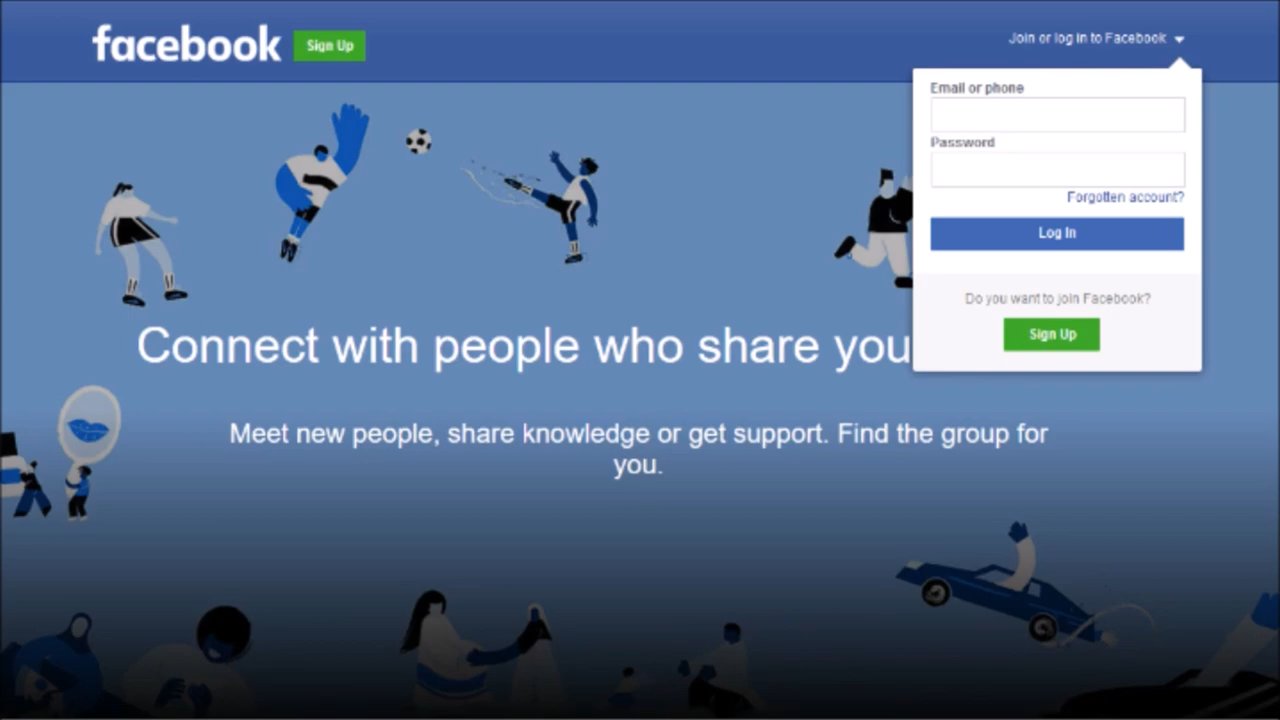 facebook
Sign Up
Join or log in to Facebook
Email or phone
Password
Forgotten account?
Log In
Do you want to join Facebook?
Sign Up
Connect with people who share you
Meet new people, share knowledge or get support. Find the group for
you.